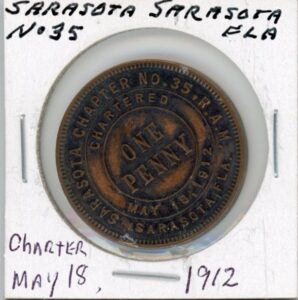 SARASOTA SARASOTA
No 35 FLA
SARASOTA CHAPTER NO. 35, R.A.M.
CHARTERED
ONE
PENNY
MAY 18, 1912
SARASOTA, FLA.
Charter
MAY 18, 1912